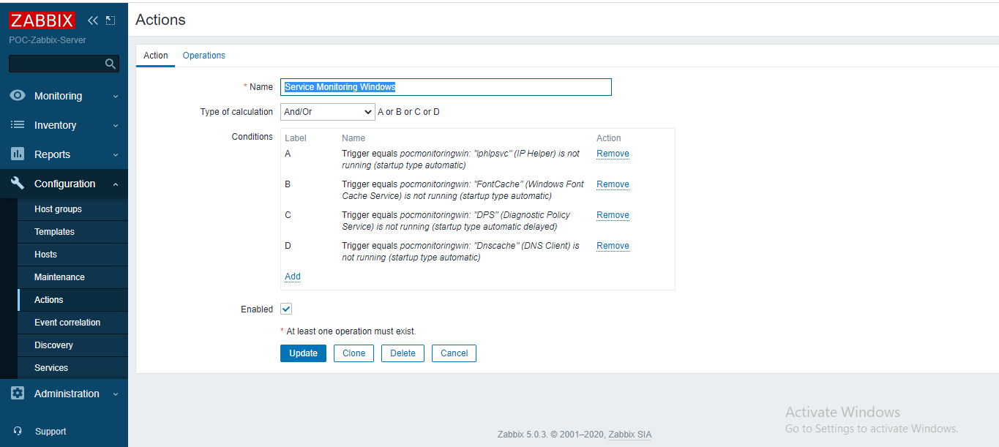 ZABBIX
POC-Zabbix-Server
Monitoring
Inventory
Reports
Configuration
Host groups
Templates
Hosts
Maintenance
Actions
Event correlation
Discovery
Services
Administration
Support
Actions
Action Operations
* Name Service Monitoring Windows
Type of calculation And/Or A or B or C or D
Conditions Label Name Action
A Trigger equals pocmonitoringwin: "iphlpsvc" (IP Helper) is not Remove
running (startup type automatic)
B Trigger equals pocmonitoringwin: "FontCache" (Windows Font Remove
Cache Service) is not running (startup type automatic)
C Trigger equals pocmonitoringwin: "DPS" (Diagnostic Policy Remove
Service) is not running (startup type automatic delayed)
D Trigger equals pocmonitoringwin: "Dnscache" (DNS Client) is Remove
not running (startup type automatic)
Add
Enabled
* At least one operation must exist.
Update Clone Delete Cancel
Activate Windows
Go to Settings to activate Windows.
Zabbix 5.0.3. © 2001–2020, Zabbix SIA